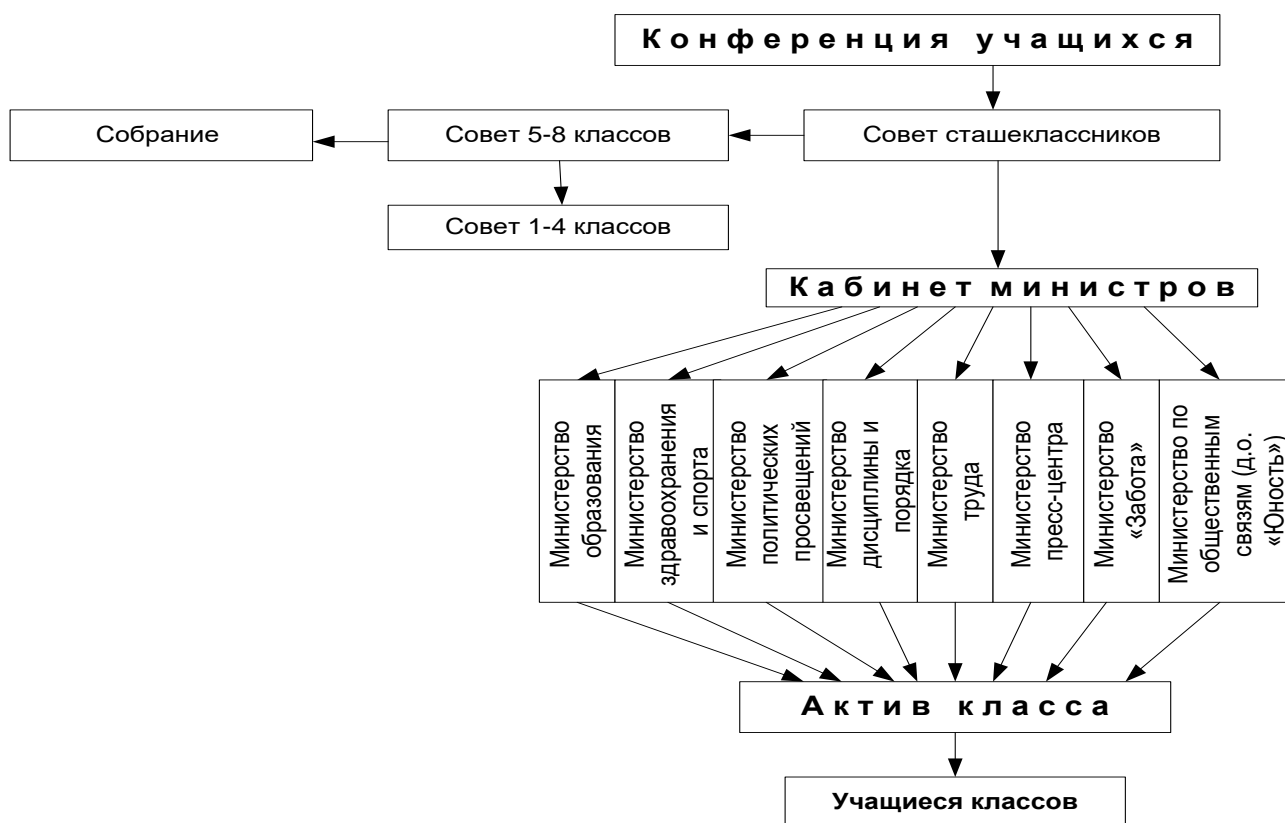 Конференция учащихся
Собрание
Совет 5-8 классов
Совет сташеклассников
Совет 1-4 классов
Кабинет министров
Министерство
образования
Министерство
здравоохранения
и спорта
Министерство
политических
просвещений
Министерство
дисциплины и
порядка
Министерство
труда
Министерство
пресс-центра
Министерство
«Забота»
Министерство по
общественным
связям (д.о.
«Юность»)
Актив класса
Учащиеся классов